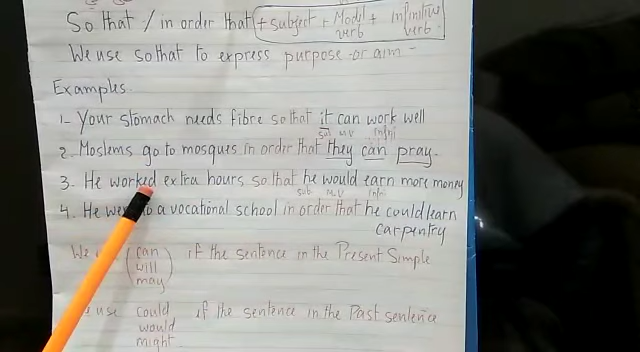 So that / in order that + subject + Model verb + infinitive verb
We use so that to express purpose or aim -
Examples.
1- Your stomach needs fibre so that it can work well
sub M.V infini
2. Moslems go to mosques in order that they can pray.
3. He worked extra hours so that he would earn more money
sub M.V infin
4. He a vocational school in order that he could learn
carpentry
We (can will may) if the sentence in the Present Simple
use could would might if the sentence in the Past sentence